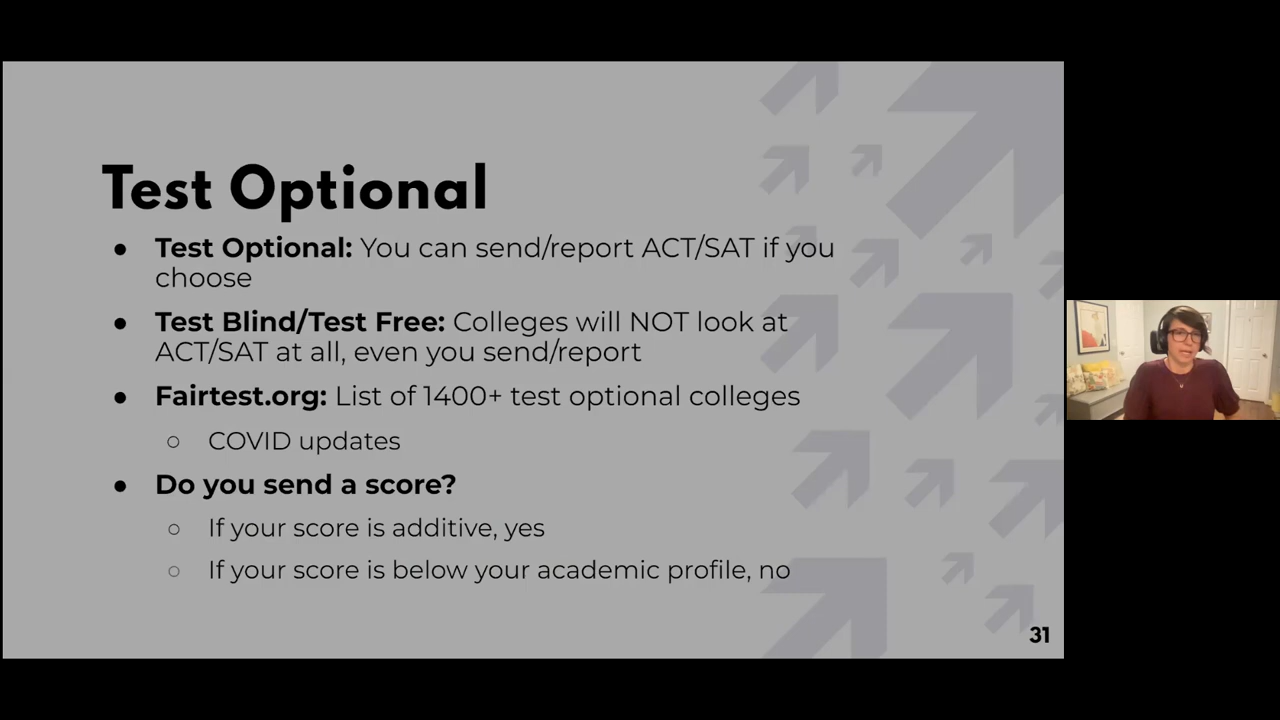 Test Optional
● Test Optional: You can send/report ACT/SAT if you
choose
● Test Blind/Test Free: Colleges will NOT look at
ACT/SAT at all, even you send/report
● Fairtest.org: List of 1400+ test optional colleges
○ COVID updates
● Do you send a score?
○ If your score is additive, yes
○ If your score is below your academic profile, no
31